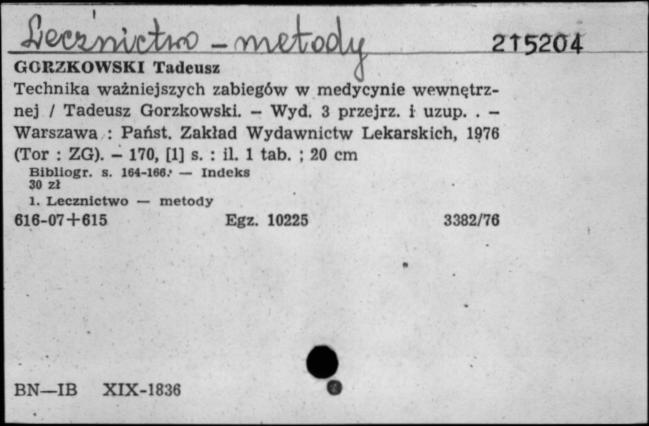 Lecznictwo – metody 215204
GORZKOWSKI Tadeusz
Technika ważniejszych zabiegów w medycynie wewnętrz-
nej / Tadeusz Gorzkowski. – Wyd. 3 przejrz. i uzup. . –
Warszawa : Państ. Zakład Wydawnictw Lekarskich, 1976
(Tor : ZG). – 170, [1] s. : il. 1 tab. ; 20 cm
Bibliogr. s. 164-166. — Indeks
30 zł
1. Lecznictwo — metody
616-07+615 Egz. 10225 3382/76
BN—IB XIX-1836